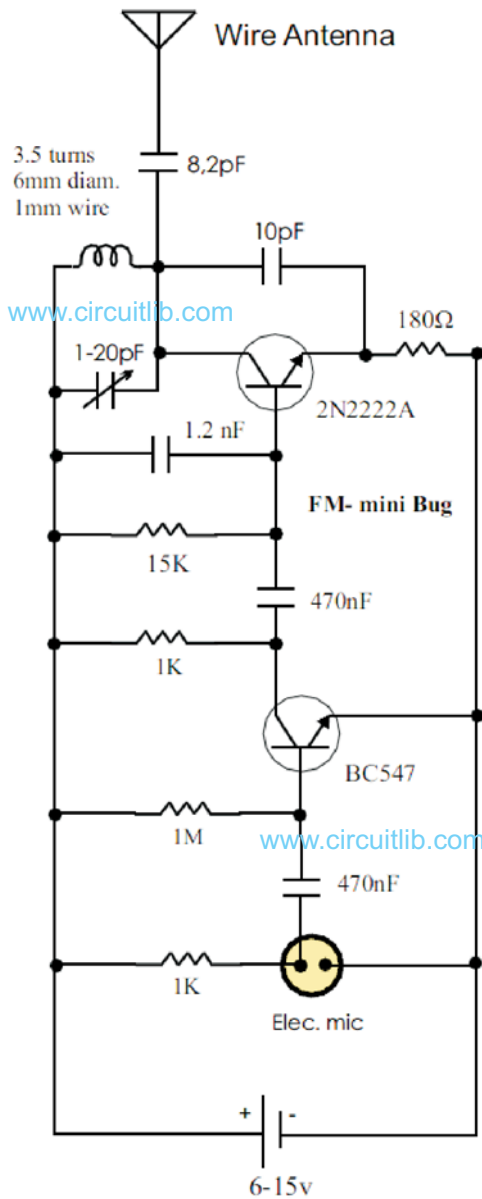 Wire Antenna
3.5 turns
6mm diam.
1mm wire
8,2pF
10pF
www.circuitlib.com
180Ω
1-20pF
2N2222A
1.2 nF
FM- mini Bug
15K
470nF
1K
BC547
1M
www.circuitlib.com
470nF
1K
Elec. mic
+ -
6-15v